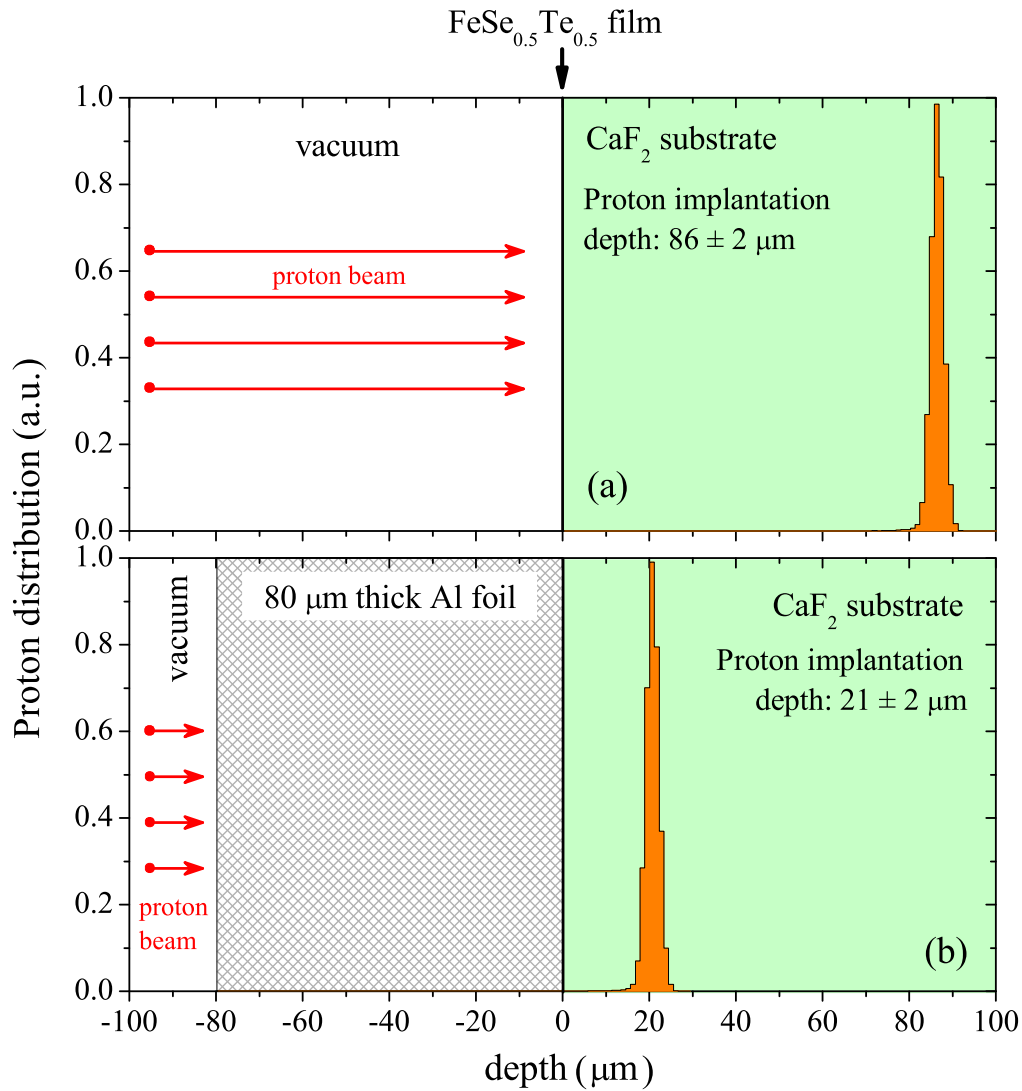 FeSe₀.₅Te₀.₅ film
1.0
vacuum
CaF₂ substrate
0.8
Proton implantation
depth: 86 ± 2 μm
0.6
proton beam
0.4
0.2
(a)
0.0
Proton distribution (a.u.)
1.0
vacuum
80 μm thick Al foil
CaF₂ substrate
0.8
Proton implantation
depth: 21 ± 2 μm
0.6
0.4
0.2
proton
beam
(b)
0.0
-100 -80 -60 -40 -20 0 20 40 60 80 100
depth (μm)